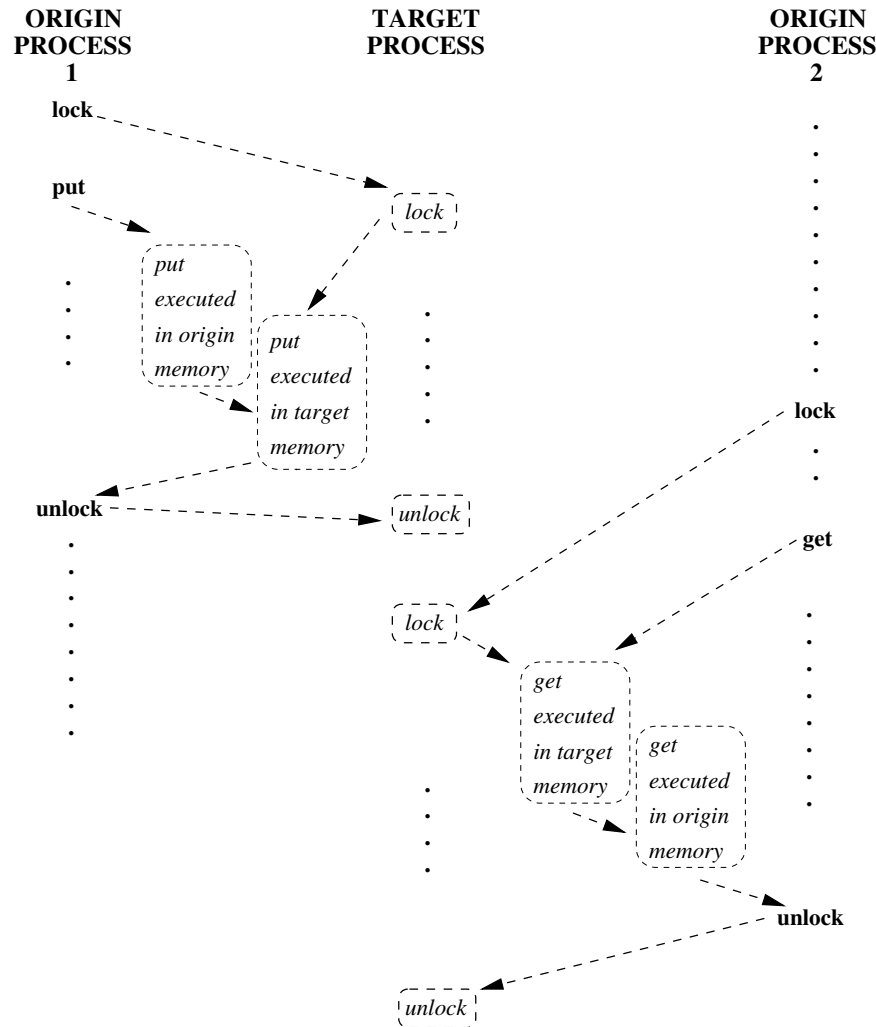 ORIGIN
PROCESS
1
TARGET
PROCESS
ORIGIN
PROCESS
2
lock
put
lock
put
executed
in origin
memory
put
executed
in target
memory
lock
unlock
unlock
get
lock
get
executed
in target
memory
get
executed
in origin
memory
unlock
unlock